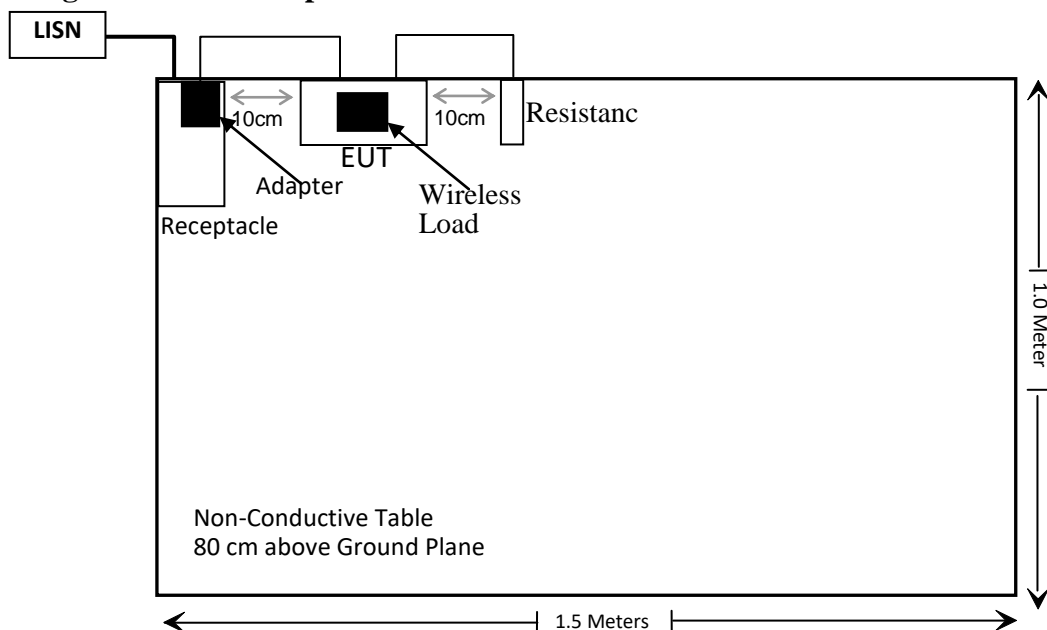 LISN
10cm
10cm
Resistanc
EUT
Adapter
Wireless
Load
Receptacle
1.0 Meter
Non-Conductive Table
80 cm above Ground Plane
1.5 Meters